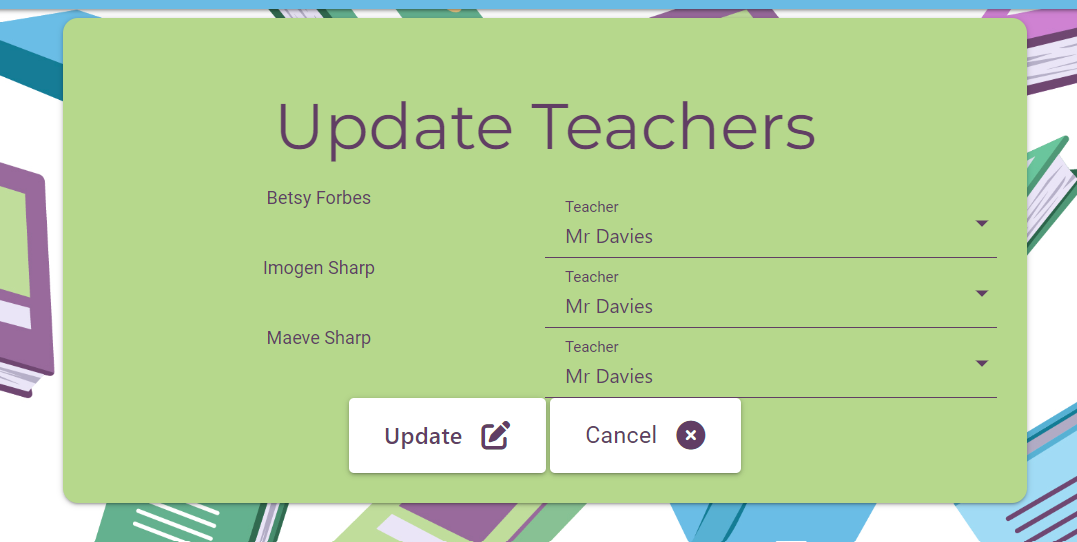 Update Teachers
Betsy Forbes
Teacher
Mr Davies
Imogen Sharp
Teacher
Mr Davies
Maeve Sharp
Teacher
Mr Davies
Update
Cancel